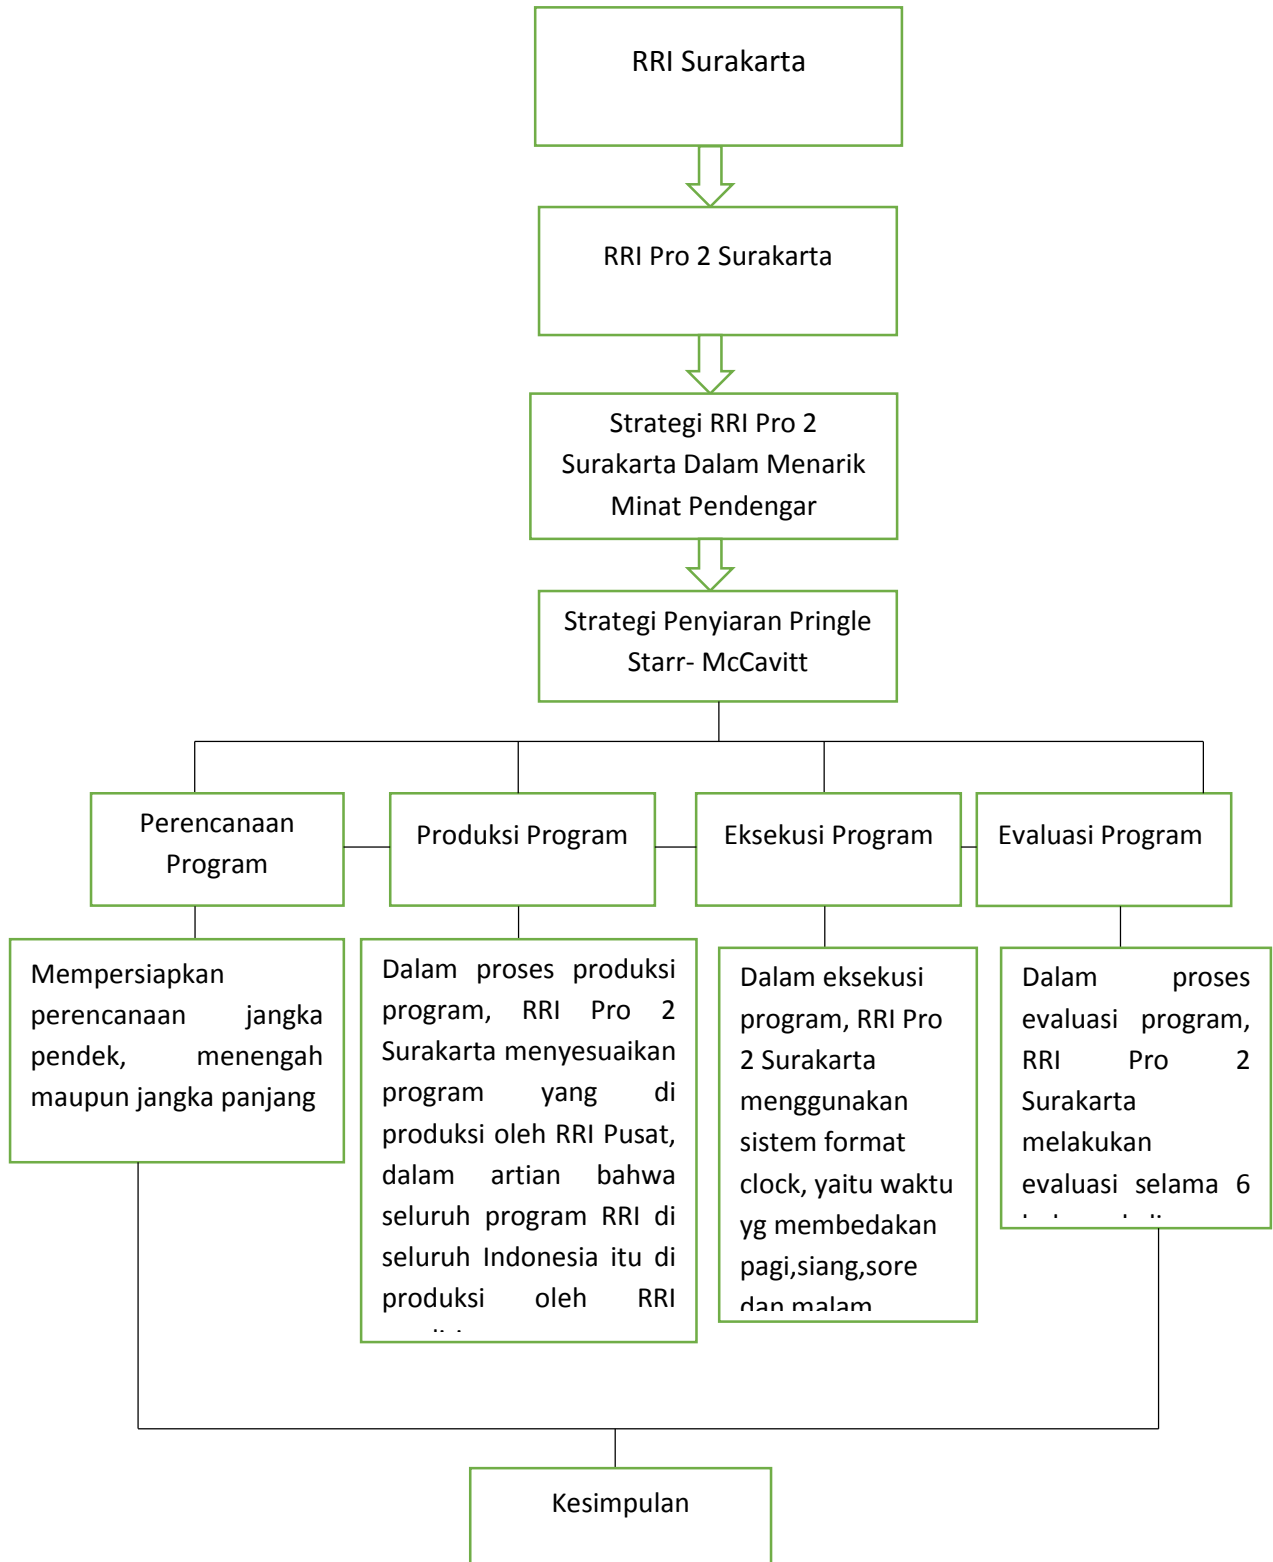 RRI Surakarta
RRI Pro 2 Surakarta
Strategi RRI Pro 2
Surakarta Dalam Menarik
Minat Pendengar
Strategi Penyiaran Pringle
Starr- McCavitt
Perencanaan
Program
Produksi Program
Eksekusi Program
Evaluasi Program
Mempersiapkan
perencanaan jangka
pendek, menengah
maupun jangka panjang
Dalam proses produksi
program, RRI Pro 2
Surakarta menyesuaikan
program yang di
produksi oleh RRI Pusat,
dalam artian bahwa
seluruh program RRI di
seluruh Indonesia itu di
produksi oleh RRI
Dalam eksekusi
program, RRI Pro
2 Surakarta
menggunakan
sistem format
clock, yaitu waktu
yg membedakan
pagi,siang,sore
dan malam
Dalam proses
evaluasi program,
RRI Pro 2
Surakarta
melakukan
evaluasi selama 6
Kesimpulan